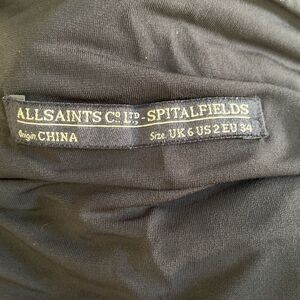 ALLSAINTS Co LTD - SPITALFIELDS
Origin CHINA Size UK 6 US 2 EU 34